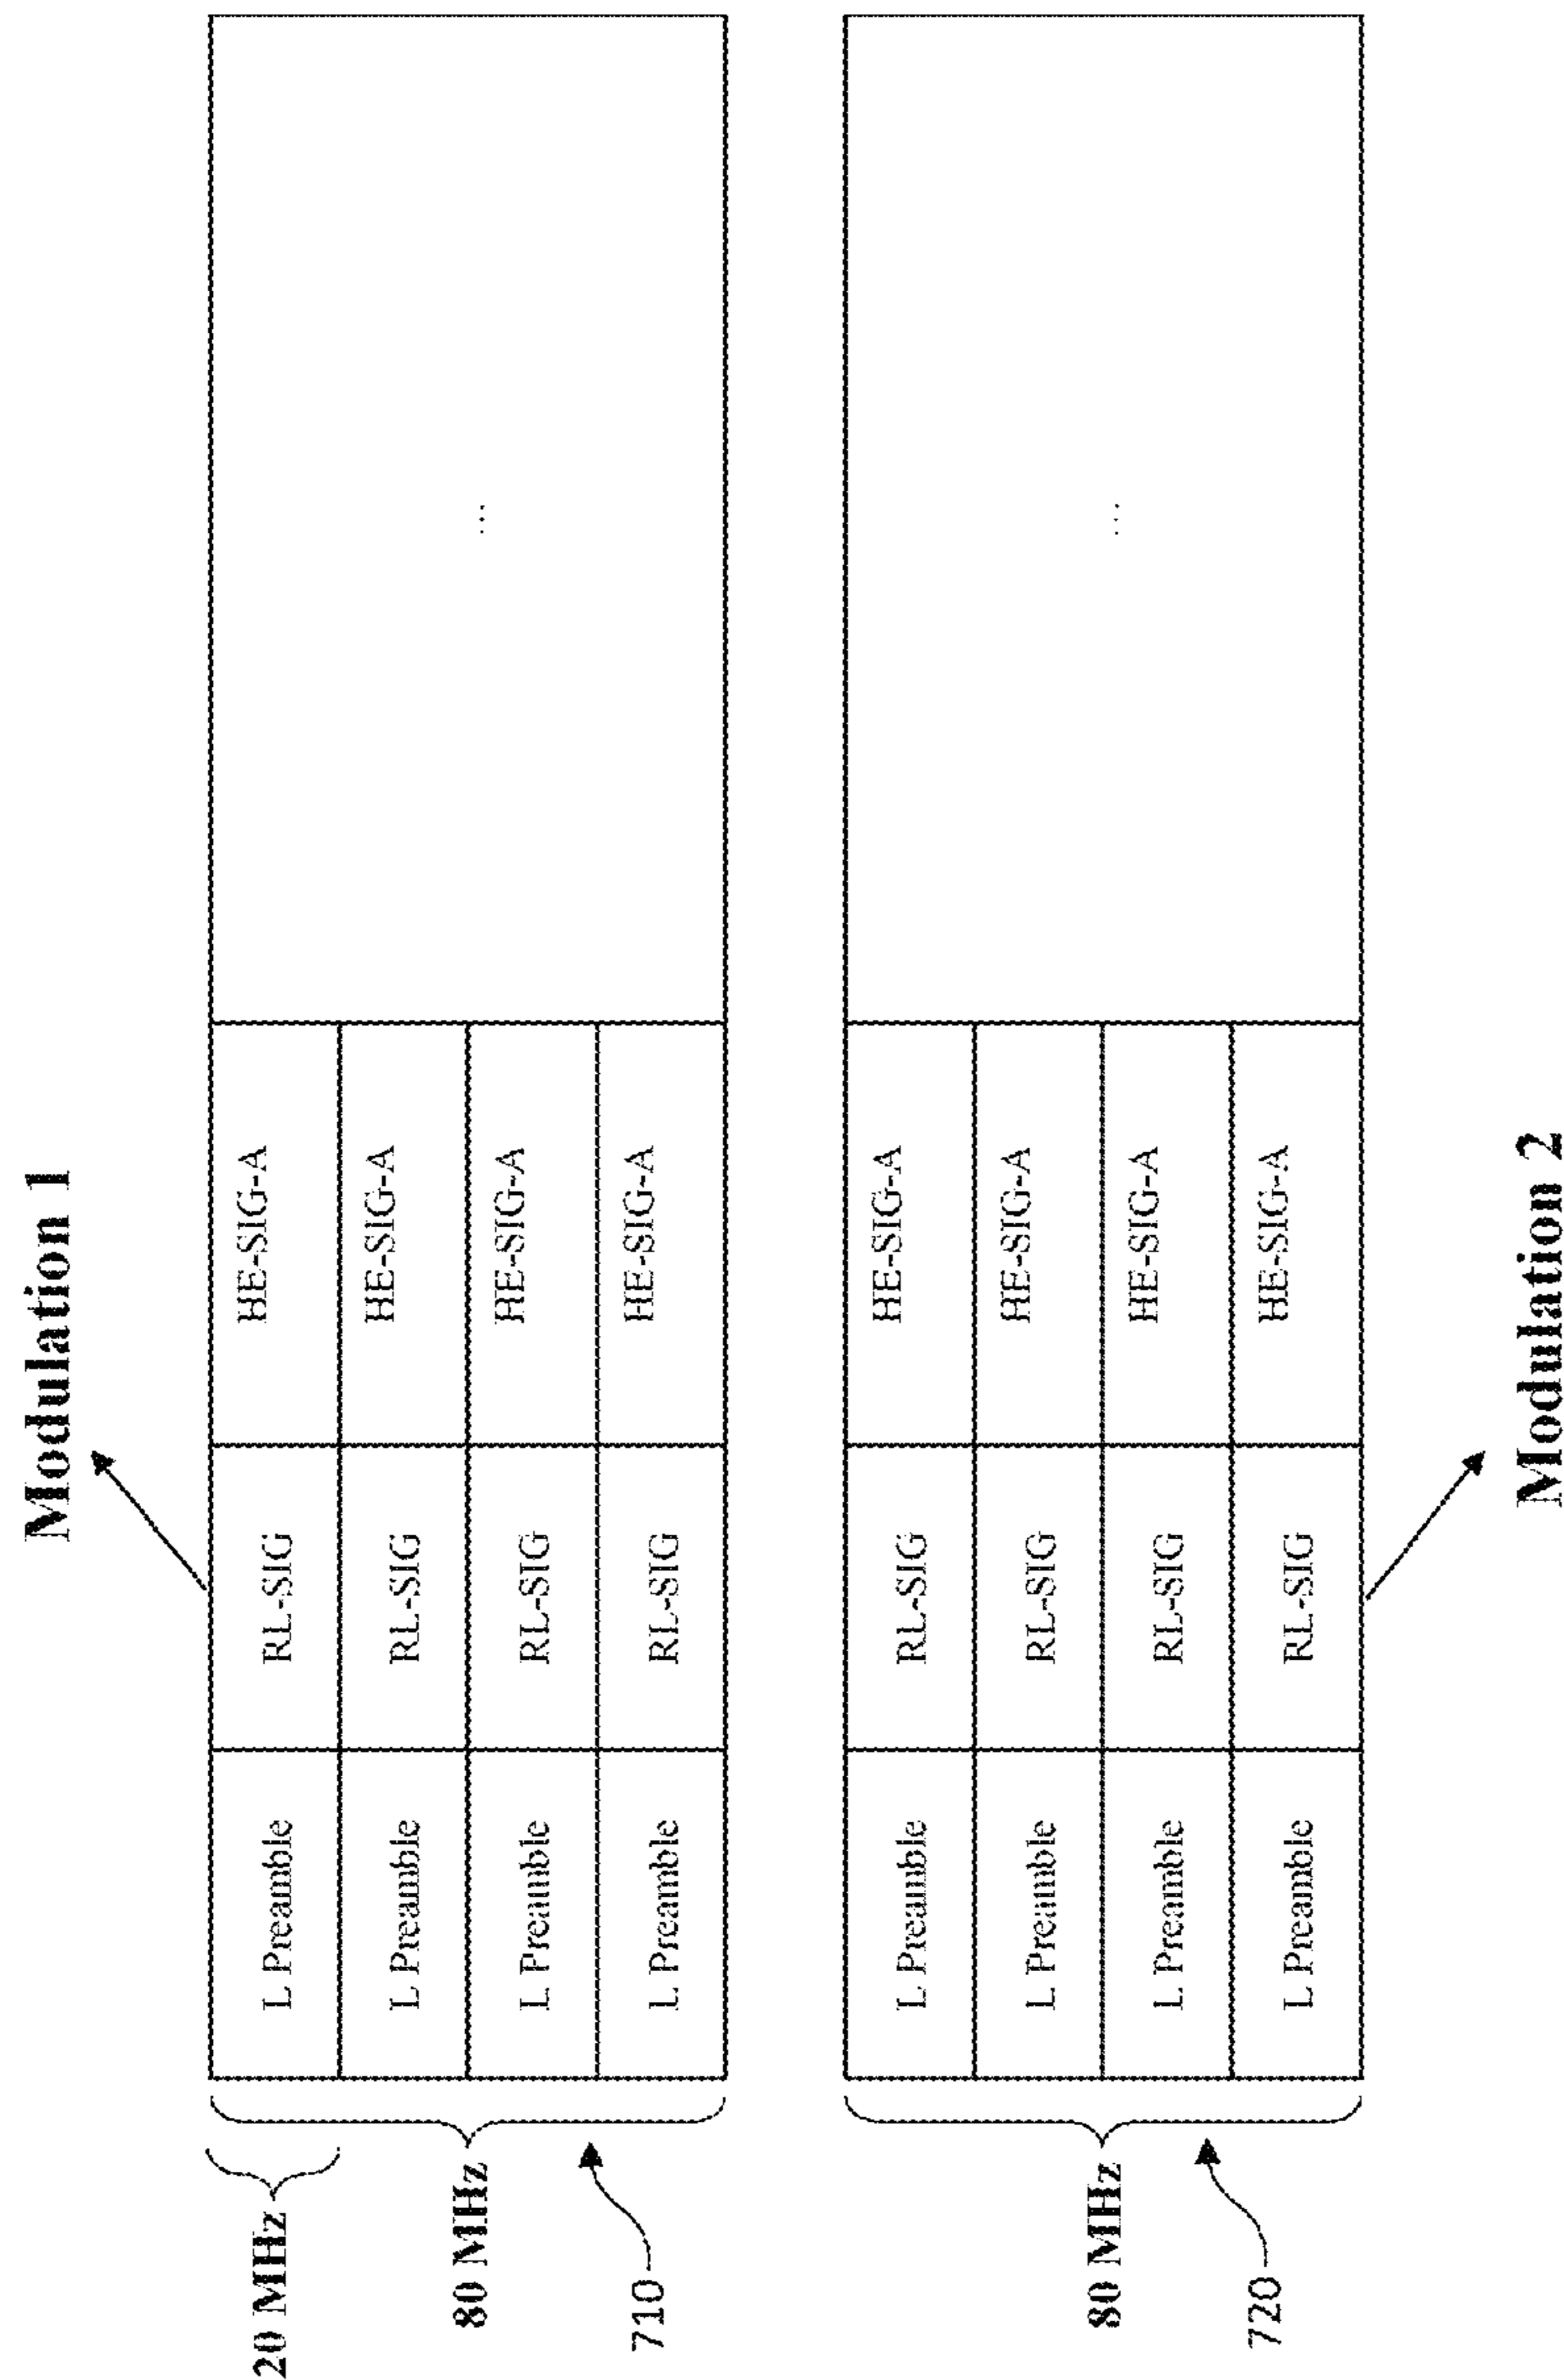 Modulation 1
20 MHz
80 MHz
710
L Preamble RL-SIG HE-SIG-A
L Preamble RL-SIG HE-SIG-A
L Preamble RL-SIG HE-SIG-A
L Preamble RL-SIG HE-SIG-A
...
80 MHz
720
L Preamble RL-SIG HE-SIG-A
L Preamble RL-SIG HE-SIG-A
L Preamble RL-SIG HE-SIG-A
L Preamble RL-SIG HE-SIG-A
...
Modulation 2